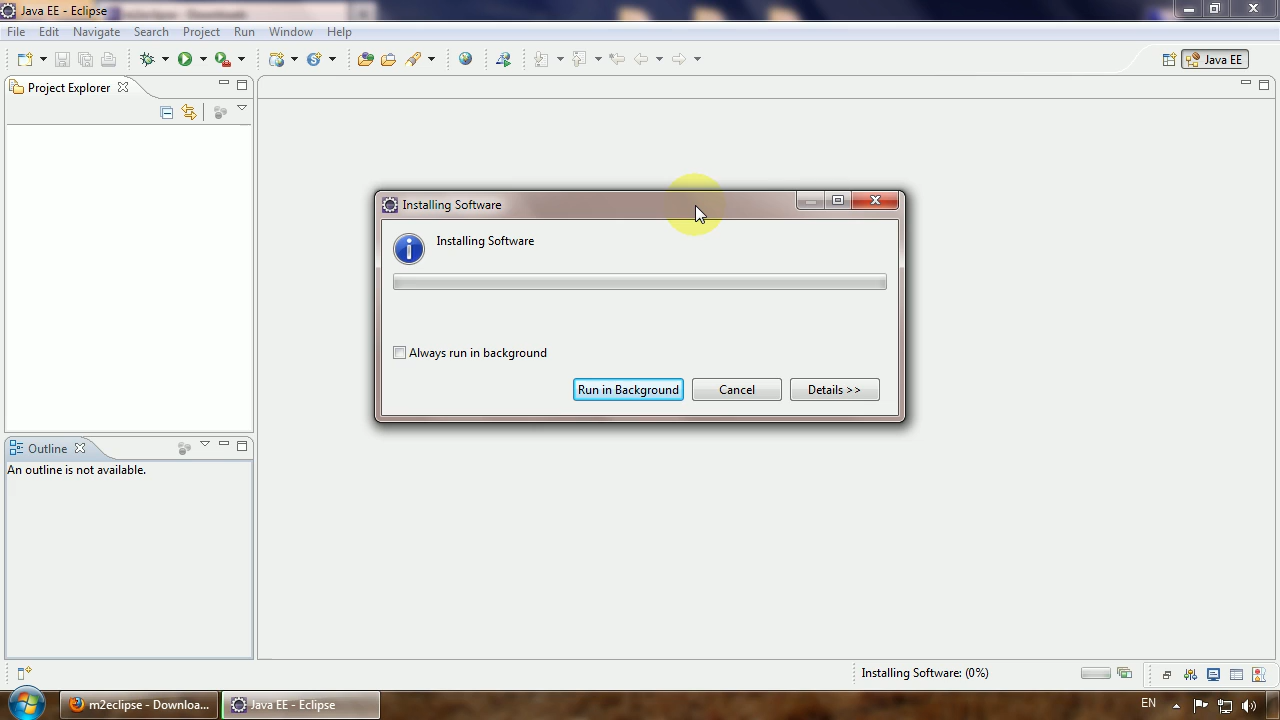 Java EE - Eclipse
File Edit Navigate Search Project Run Window Help
Java EE
Project Explorer
Installing Software
Installing Software
Always run in background
Run in Background Cancel Details >>
Outline
An outline is not available.
Installing Software: (0%)
m2eclipse - Downloa... Java EE - Eclipse EN